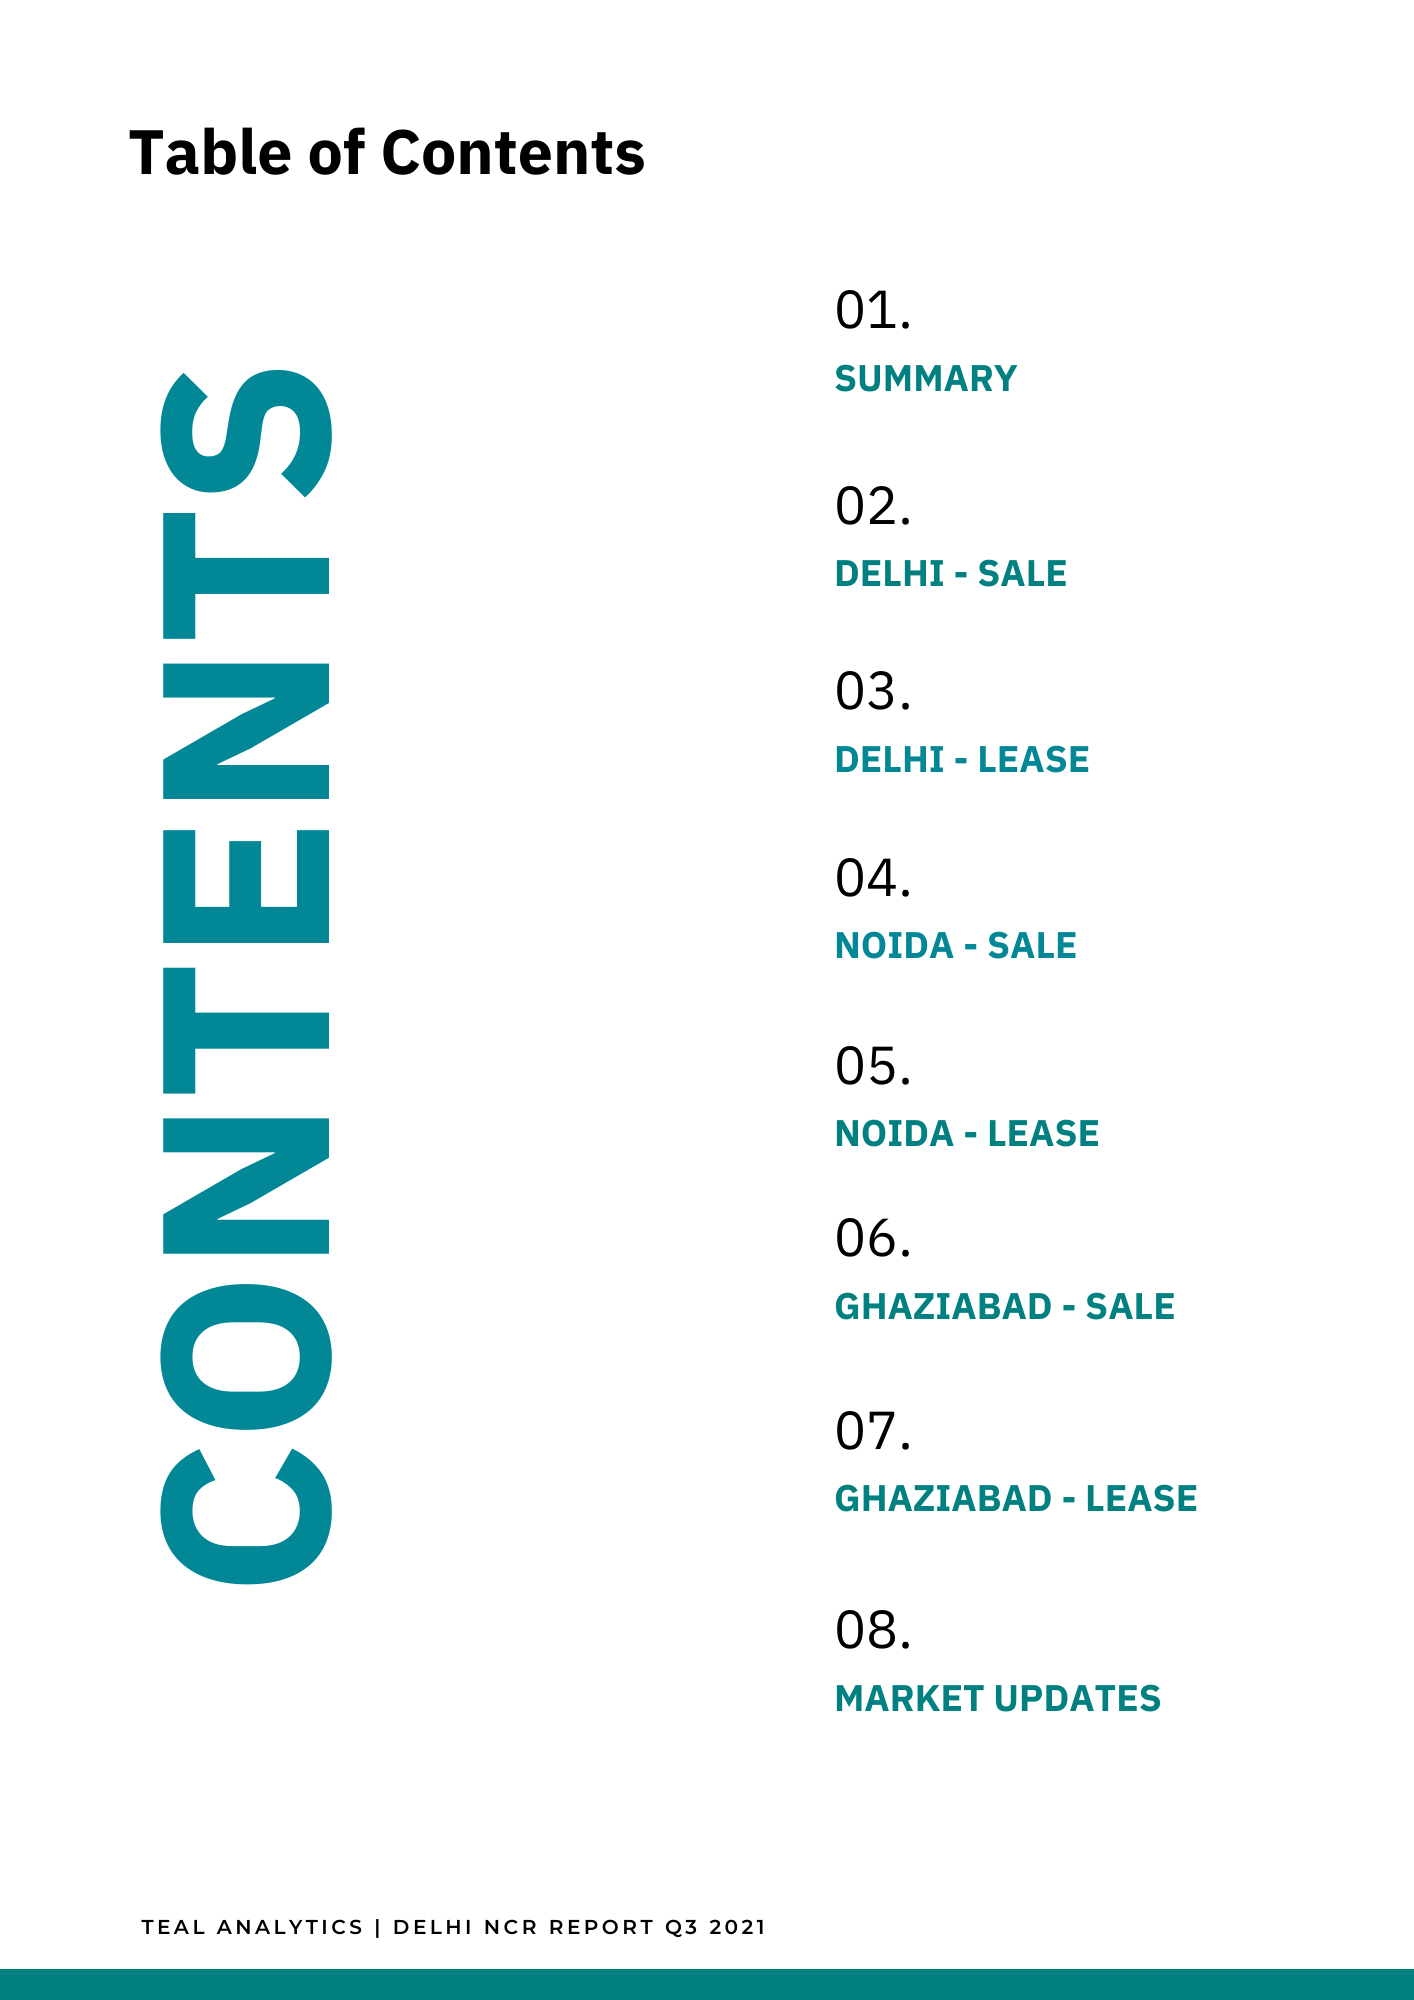 Table of Contents
CONTENTS
01.
SUMMARY
02.
DELHI - SALE
03.
DELHI - LEASE
04.
NOIDA - SALE
05.
NOIDA - LEASE
06.
GHAZIABAD - SALE
07.
GHAZIABAD - LEASE
08.
MARKET UPDATES
TEAL ANALYTICS | DELHI NCR REPORT Q3 2021